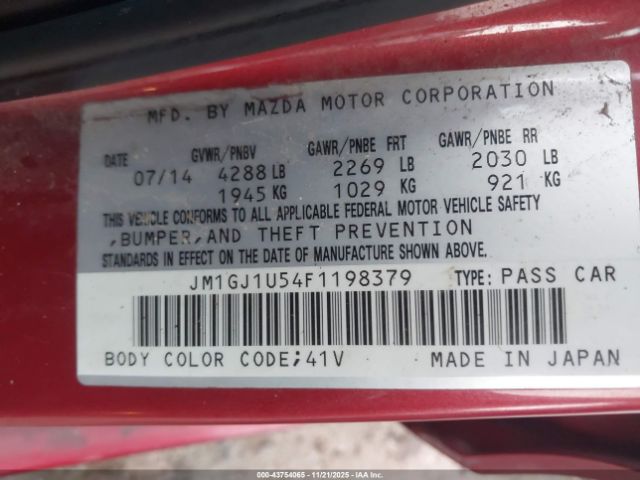 MFD. BY MAZDA MOTOR CORPORATION
DATE GVWR/PNBV GAWR/PNBE FRT GAWR/PNBE RR
07/14 4288 LB 2269 LB 2030 LB
1945 KG 1029 KG 921 KG
THIS VEHICLE CONFORMS TO ALL APPLICABLE FEDERAL MOTOR VEHICLE SAFETY
,BUMPER,AND THEFT PREVENTION
STANDARDS IN EFFECT ON THE DATE OF MANUFACTURE SHOWN ABOVE.
JM1GJ1U54F1198379 TYPE: PASS CAR
BODY COLOR CODE;41V MADE IN JAPAN
000-43754065 11/21/2025 IAAI.COM